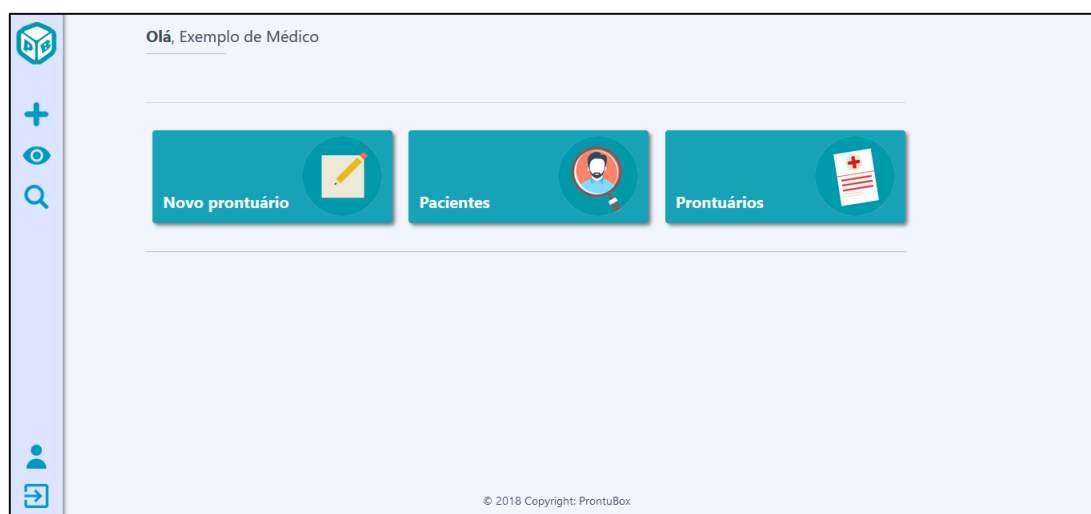 Olá, Exemplo de Médico
Novo prontuário
Pacientes
Prontuários
© 2018 Copyright: ProntuBox